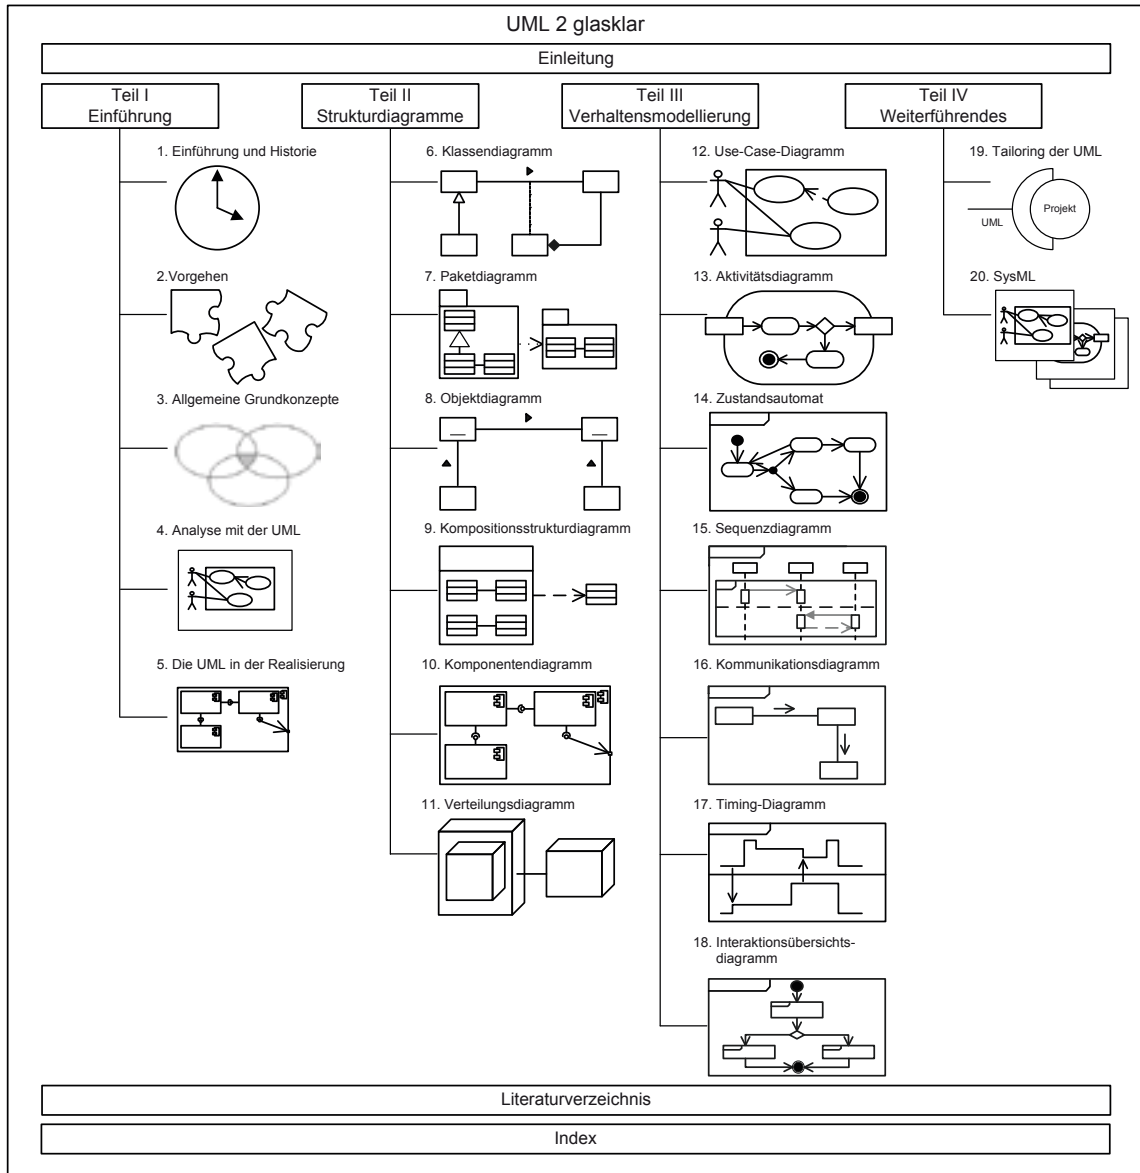 UML 2 glasklar
Einleitung
Teil I
Einführung
1. Einführung und Historie
2.Vorgehen
3. Allgemeine Grundkonzepte
4. Analyse mit der UML
5. Die UML in der Realisierung
Teil II
Strukturdiagramme
6. Klassendiagramm
7. Paketdiagramm
8. Objektdiagramm
9. Kompositionsstrukturdiagramm
10. Komponentendiagramm
11. Verteilungsdiagramm
Teil III
Verhaltensmodellierung
12. Use-Case-Diagramm
13. Aktivitätsdiagramm
14. Zustandsautomat
15. Sequenzdiagramm
16. Kommunikationsdiagramm
17. Timing-Diagramm
18. Interaktionsübersichts-
diagramm
Teil IV
Weiterführendes
19. Tailoring der UML
Projekt
UML
20. SysML
Literaturverzeichnis
Index